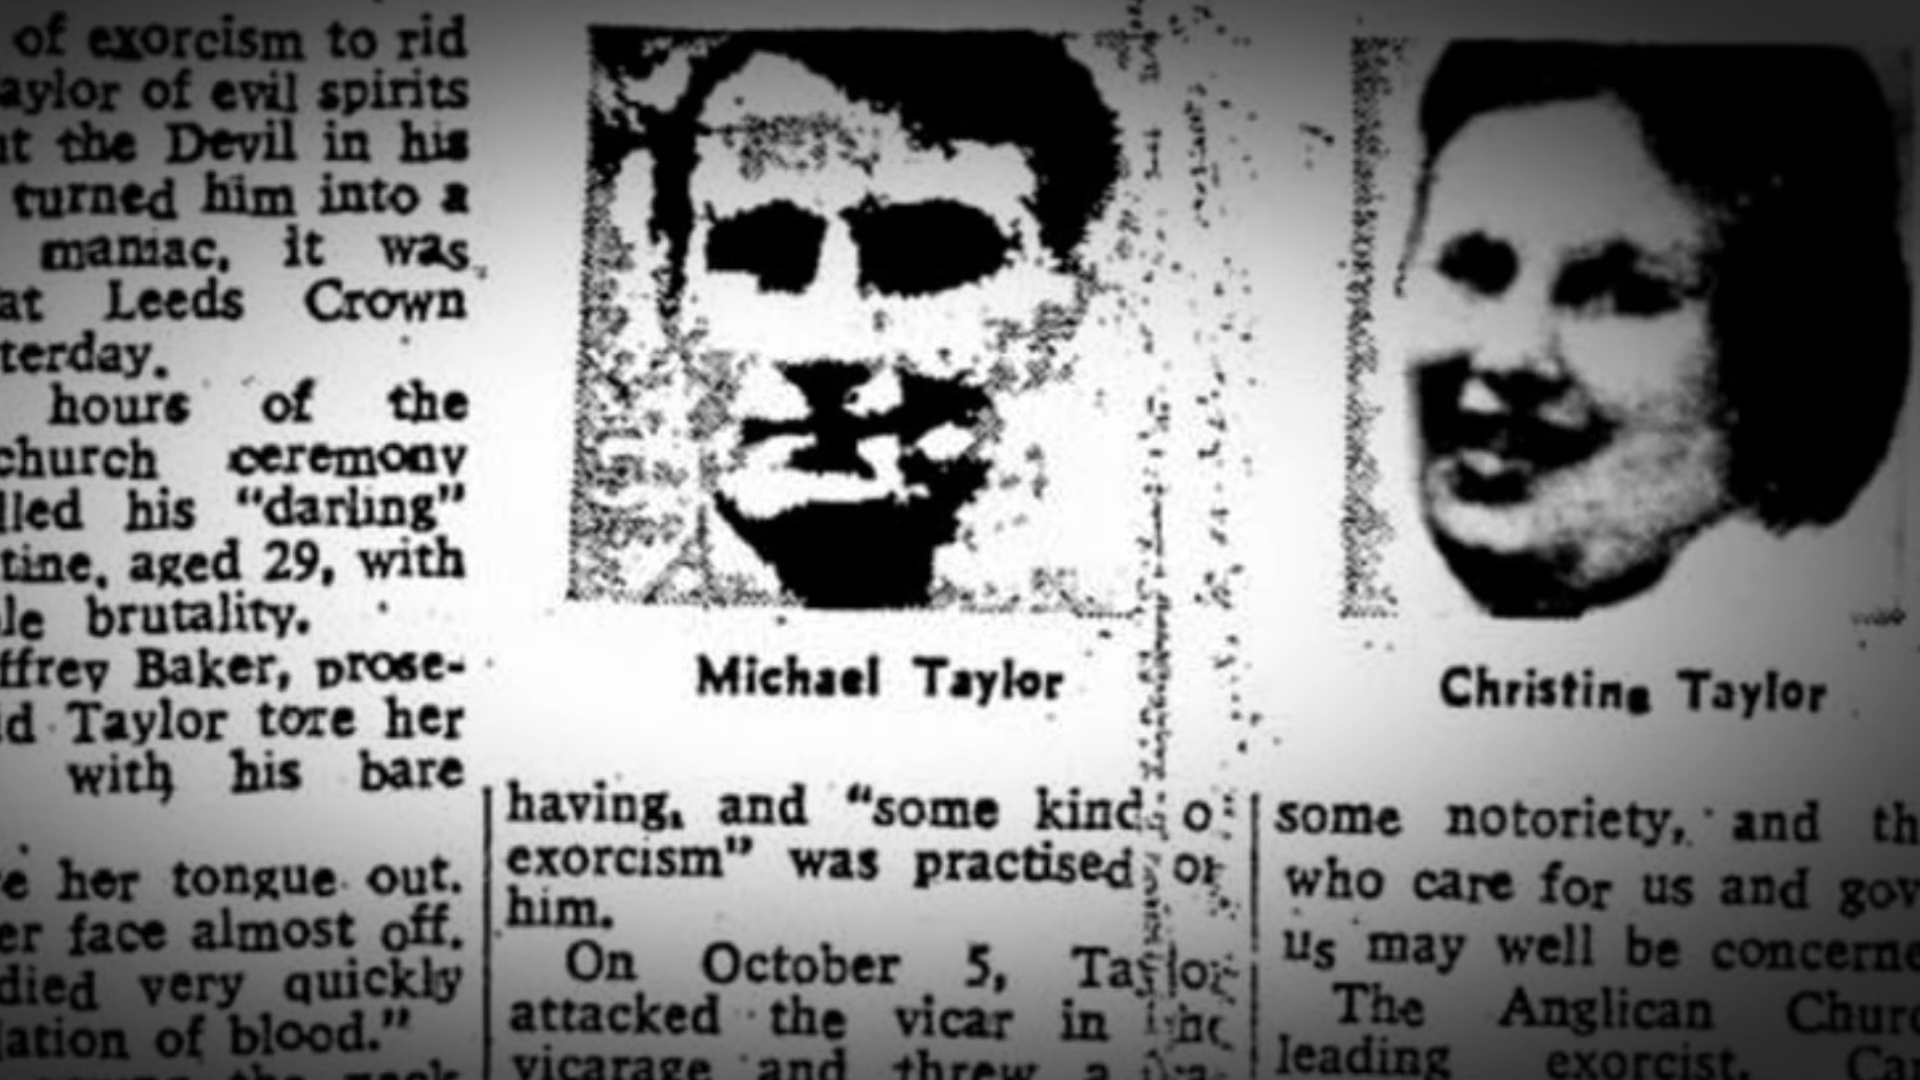 of exorcism to rid
aylor of evil spirits
ut the Devil in his
turned him into a
maniac, it was
at Leeds Crown
terday.
hours of the
church ceremony
lled his "darling"
tine, aged 29, with
le brutality.
ffrey Baker, prose-
id Taylor tore her
with his bare
e her tongue out.
er face almost off.
died very quickly
lation of blood."
Michael Taylor
having, and "some kind o
exorcism" was practised on
him.
On October 5, Taylor
attacked the vicar in the
vicarage and threw a
Christine Taylor
some notoriety, and th
who care for us and gov
us may well be concerne
The Anglican Churc
leading exorcist, Ca